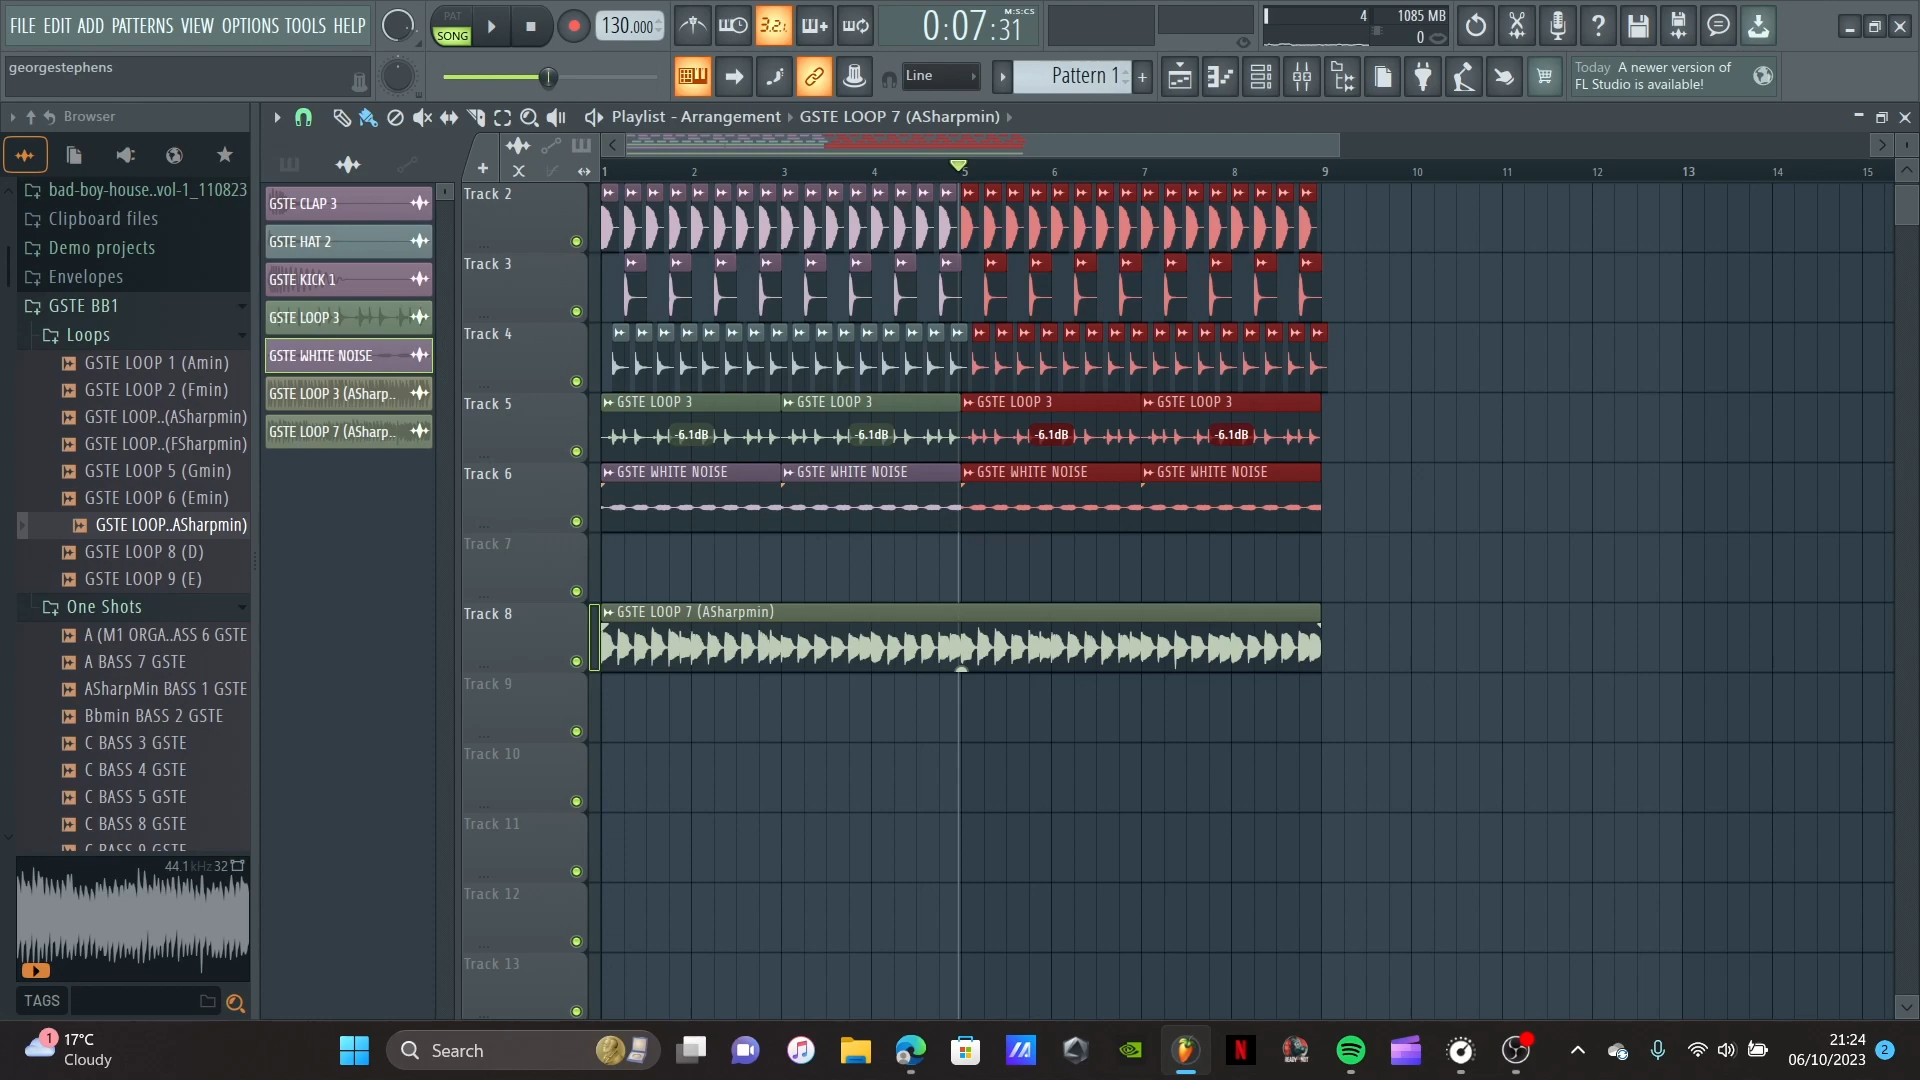 FILE EDIT ADD PATTERNS VIEW OPTIONS TOOLS HELP
PAT
SONG
130.000
3.2.
0:07:31
M:S:CS
4
1085 MB
0
georgestephens
Line
Pattern 1
+
Today A newer version of
FL Studio is available!
Browser
Playlist - Arrangement GSTE LOOP 7 (ASharpmin)
bad-boy-house..vol-1_110823
Clipboard files
Demo projects
Envelopes
GSTE BB1
Loops
GSTE LOOP 1 (Amin)
GSTE LOOP 2 (Fmin)
GSTE LOOP..(ASharpmin)
GSTE LOOP..(FSharpmin)
GSTE LOOP 5 (Gmin)
GSTE LOOP 6 (Emin)
GSTE LOOP..ASharpmin)
GSTE LOOP 8 (D)
GSTE LOOP 9 (E)
One Shots
A (M1 ORGA..ASS 6 GSTE
A BASS 7 GSTE
ASharpMin BASS 1 GSTE
Bbmin BASS 2 GSTE
C BASS 3 GSTE
C BASS 4 GSTE
C BASS 5 GSTE
C BASS 8 GSTE
C BASS 9 GSTE
44.1kHz 32
TAGS
GSTE CLAP 3
GSTE HAT 2
GSTE KICK 1
GSTE LOOP 3
GSTE WHITE NOISE
GSTE LOOP 3 (ASharp..
GSTE LOOP 7 (ASharp..
1 2 3 4 5 6 7 8 9 10 11 12 13 14 15
Track 2
Track 3
Track 4
Track 5
GSTE LOOP 3 GSTE LOOP 3 GSTE LOOP 3 GSTE LOOP 3
-6.1dB -6.1dB -6.1dB -6.1dB
Track 6
GSTE WHITE NOISE GSTE WHITE NOISE GSTE WHITE NOISE GSTE WHITE NOISE
Track 7
Track 8
GSTE LOOP 7 (ASharpmin)
Track 9
Track 10
Track 11
Track 12
Track 13
1
17°C
Cloudy
Search
21:24
06/10/2023
2